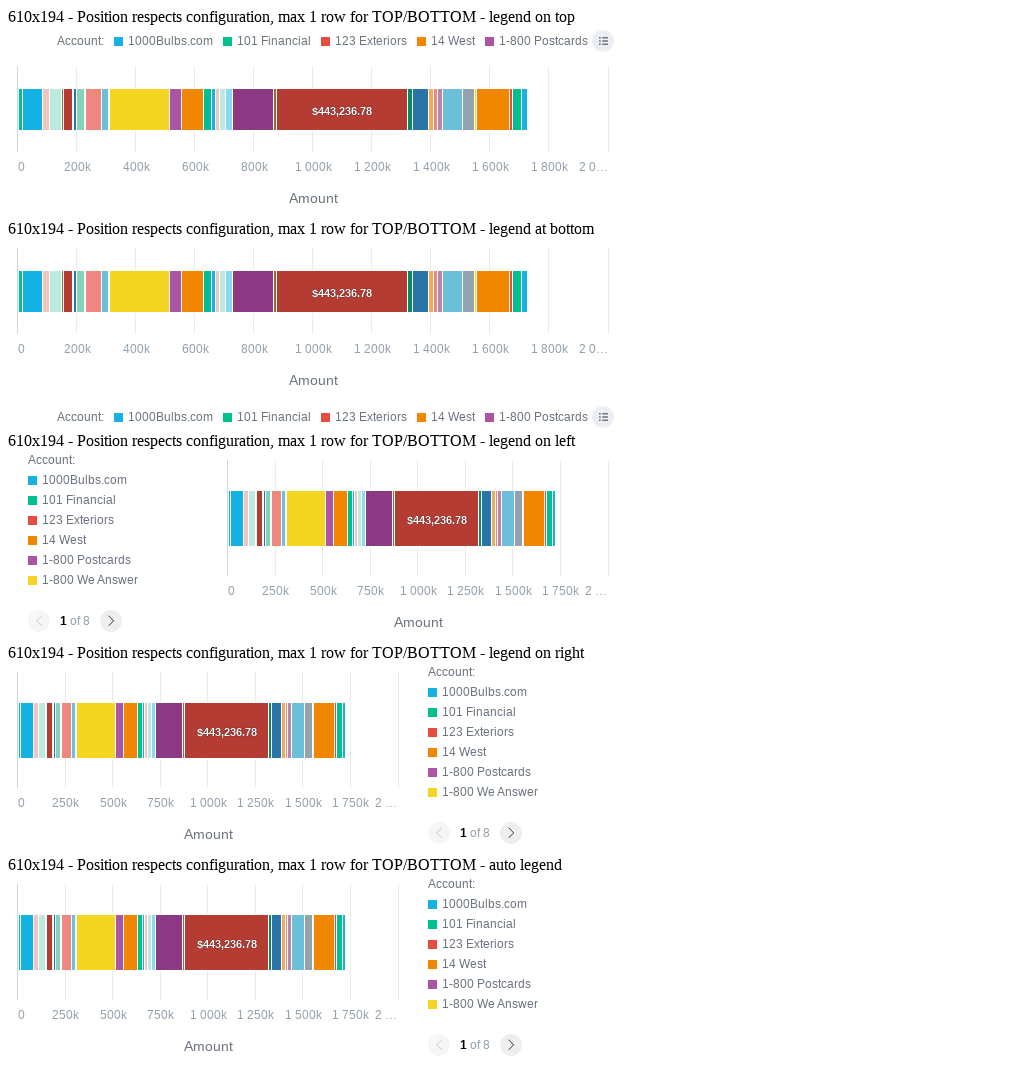 610x194 - Position respects configuration, max 1 row for TOP/BOTTOM - legend on top
Account: 1000Bulbs.com 101 Financial 123 Exteriors 14 West 1-800 Postcards
$443,236.78
0 200k 400k 600k 800k 1 000k 1 200k 1 400k 1 600k 1 800k 2 0…
Amount
610x194 - Position respects configuration, max 1 row for TOP/BOTTOM - legend at bottom
$443,236.78
0 200k 400k 600k 800k 1 000k 1 200k 1 400k 1 600k 1 800k 2 0…
Amount
Account: 1000Bulbs.com 101 Financial 123 Exteriors 14 West 1-800 Postcards
610x194 - Position respects configuration, max 1 row for TOP/BOTTOM - legend on left
Account:
1000Bulbs.com
101 Financial
123 Exteriors
14 West
1-800 Postcards
1-800 We Answer
1 of 8
$443,236.78
0 250k 500k 750k 1 000k 1 250k 1 500k 1 750k 2 …
Amount
610x194 - Position respects configuration, max 1 row for TOP/BOTTOM - legend on right
$443,236.78
0 250k 500k 750k 1 000k 1 250k 1 500k 1 750k 2 …
Amount
Account:
1000Bulbs.com
101 Financial
123 Exteriors
14 West
1-800 Postcards
1-800 We Answer
1 of 8
610x194 - Position respects configuration, max 1 row for TOP/BOTTOM - auto legend
$443,236.78
0 250k 500k 750k 1 000k 1 250k 1 500k 1 750k 2 …
Amount
Account:
1000Bulbs.com
101 Financial
123 Exteriors
14 West
1-800 Postcards
1-800 We Answer
1 of 8